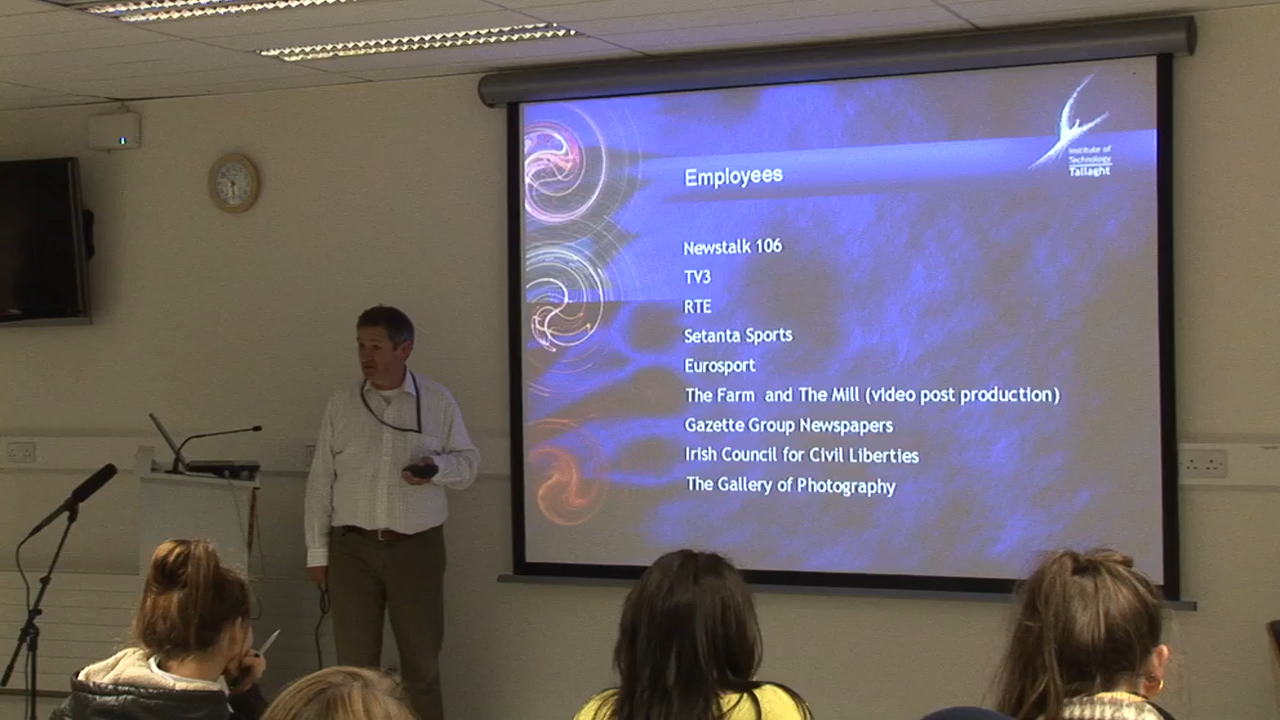 Institute of
Technology
Tallaght
Employees
Newstalk 106
TV3
RTE
Setanta Sports
Eurosport
The Farm and The Mill (video post production)
Gazette Group Newspapers
Irish Council for Civil Liberties
The Gallery of Photography